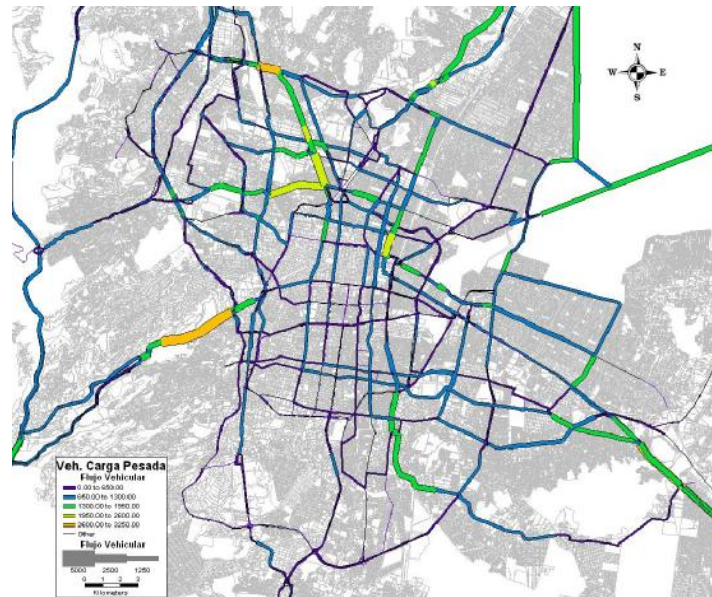 N
W E
S
Veh. Carga Pesada
Flujo Vehicular
0.00 to 650.00
650.00 to 1300.00
1300.00 to 1950.00
1950.00 to 2600.00
2600.00 to 3250.00
Other
Flujo Vehicular
5000 2500 1250
0 1 2 3
Kilometers